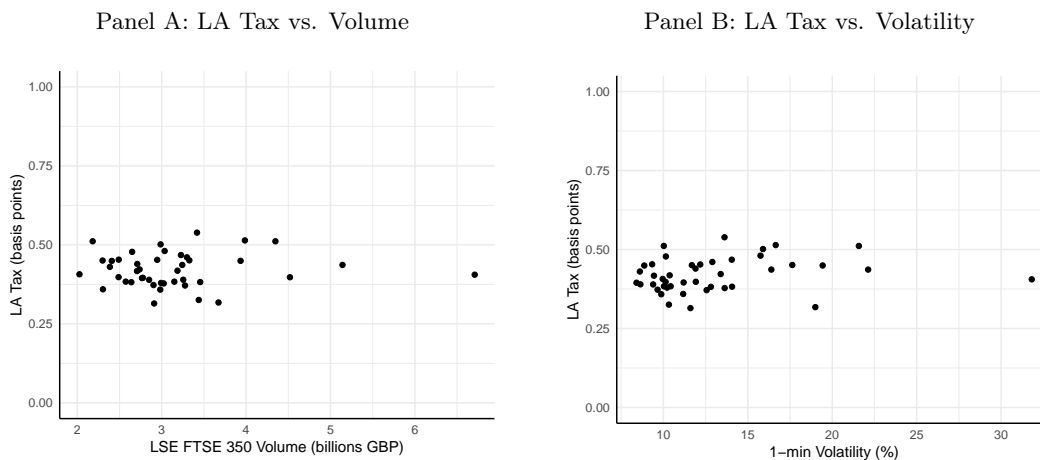 Panel A: LA Tax vs. Volume
LA Tax (basis points)
1.00
0.75
0.50
0.25
0.00
2 3 4 5 6
LSE FTSE 350 Volume (billions GBP)
Panel B: LA Tax vs. Volatility
LA Tax (basis points)
1.00
0.75
0.50
0.25
0.00
10 15 20 25 30
1-min Volatility (%)